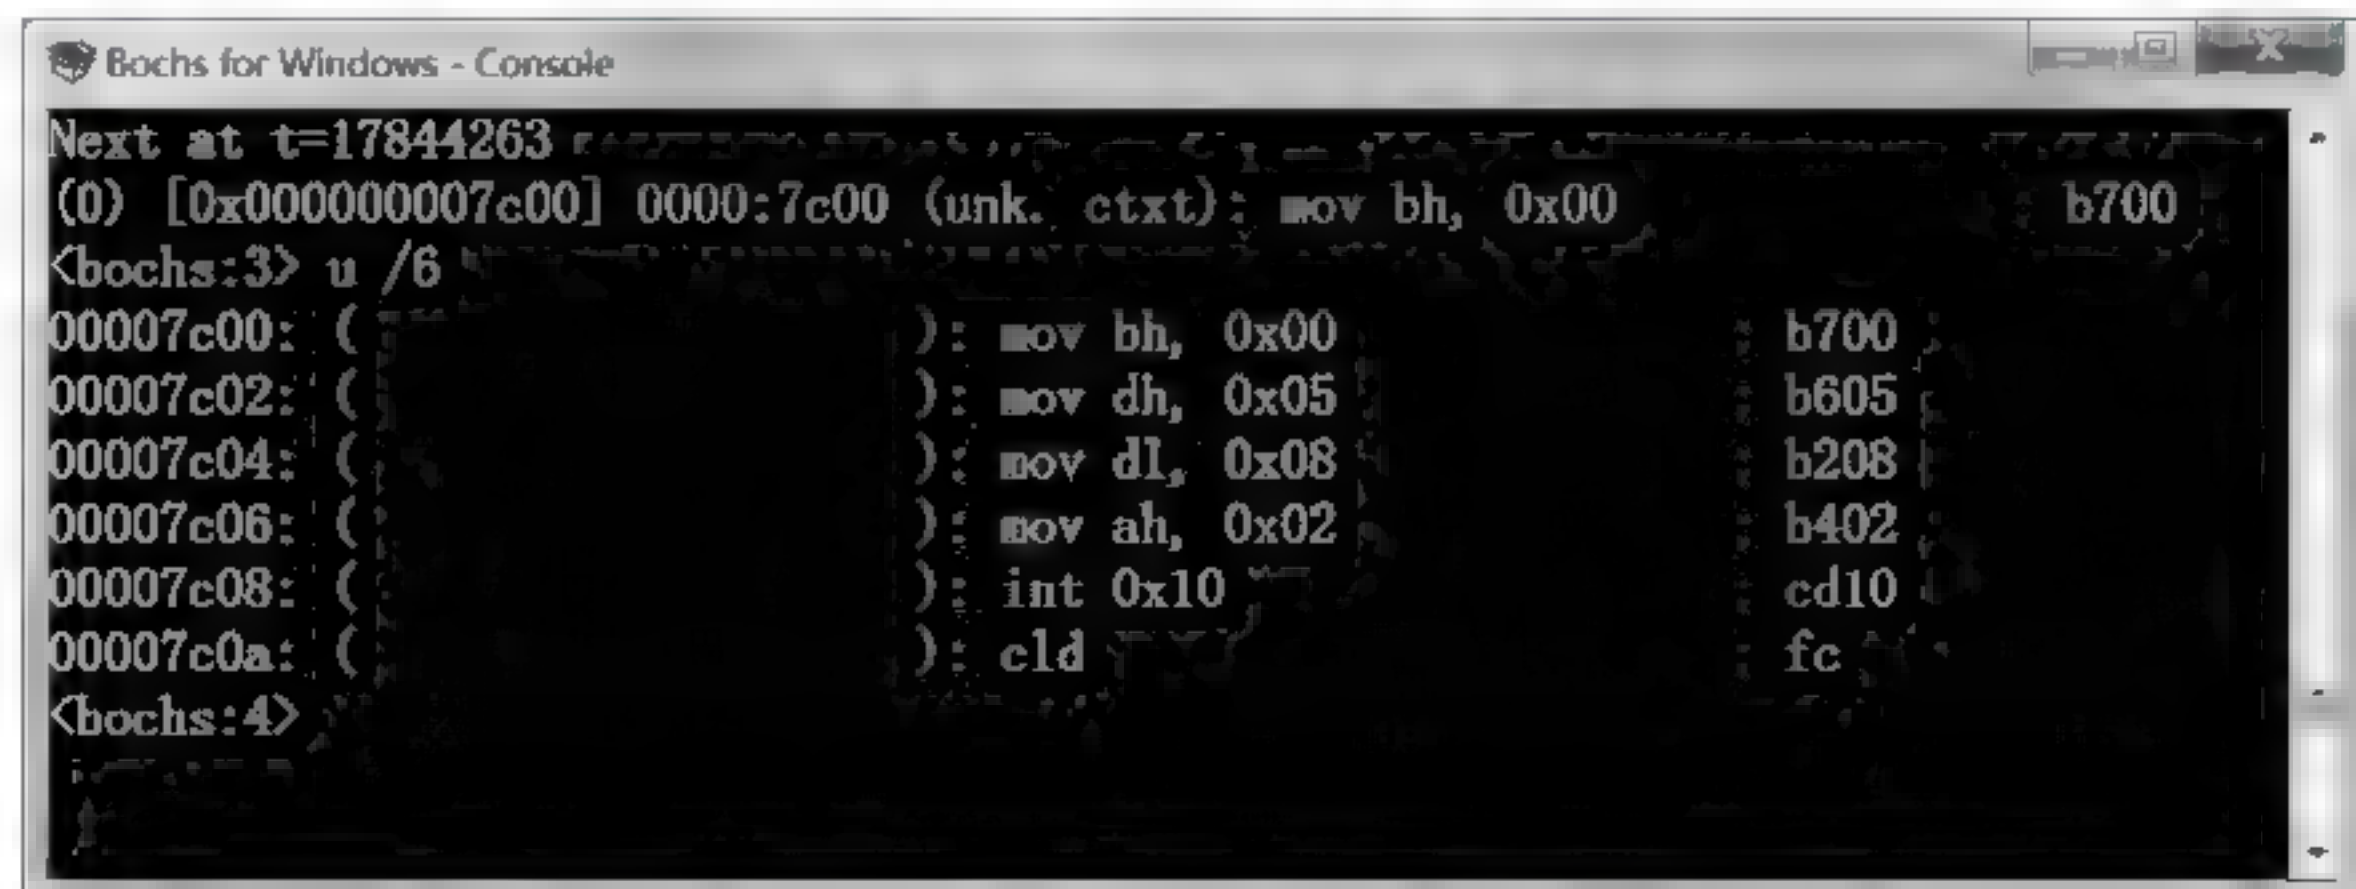 Bochs for Windows - Console
Next at t=17844263
(0) [0x000000007c00] 0000:7c00 (unk. ctxt): mov bh, 0x00 ; b700
<bochs:3> u /6
00007c00: ( ): mov bh, 0x00 ; b700
00007c02: ( ): mov dh, 0x05 ; b605
00007c04: ( ): mov dl, 0x08 ; b208
00007c06: ( ): mov ah, 0x02 ; b402
00007c08: ( ): int 0x10 ; cd10
00007c0a: ( ): cld ; fc
<bochs:4>